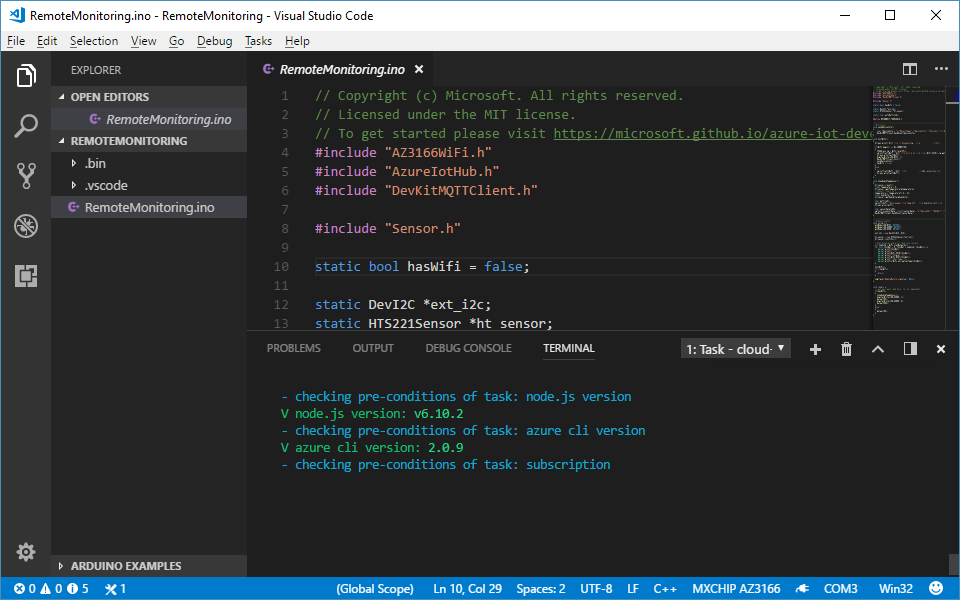 RemoteMonitoring.ino - RemoteMonitoring - Visual Studio Code
File Edit Selection View Go Debug Tasks Help
EXPLORER
OPEN EDITORS
RemoteMonitoring.ino
REMOTEMONITORING
.bin
.vscode
RemoteMonitoring.ino
ARDUINO EXAMPLES
RemoteMonitoring.ino
1 // Copyright (c) Microsoft. All rights reserved.
2 // Licensed under the MIT license.
3 // To get started please visit https://microsoft.github.io/azure-iot-deve
4 #include "AZ3166WiFi.h"
5 #include "AzureIotHub.h"
6 #include "DevKitMQTTClient.h"
7
8 #include "Sensor.h"
9
10 static bool hasWifi = false;
11
12 static DevI2C *ext_i2c;
13 static HTS221Sensor *ht_sensor;
PROBLEMS OUTPUT DEBUG CONSOLE TERMINAL 1: Task - cloud-
- checking pre-conditions of task: node.js version
V node.js version: v6.10.2
- checking pre-conditions of task: azure cli version
V azure cli version: 2.0.9
- checking pre-conditions of task: subscription
0 0 5 1 (Global Scope) Ln 10, Col 29 Spaces: 2 UTF-8 LF C++ MXCHIP AZ3166 COM3 Win32